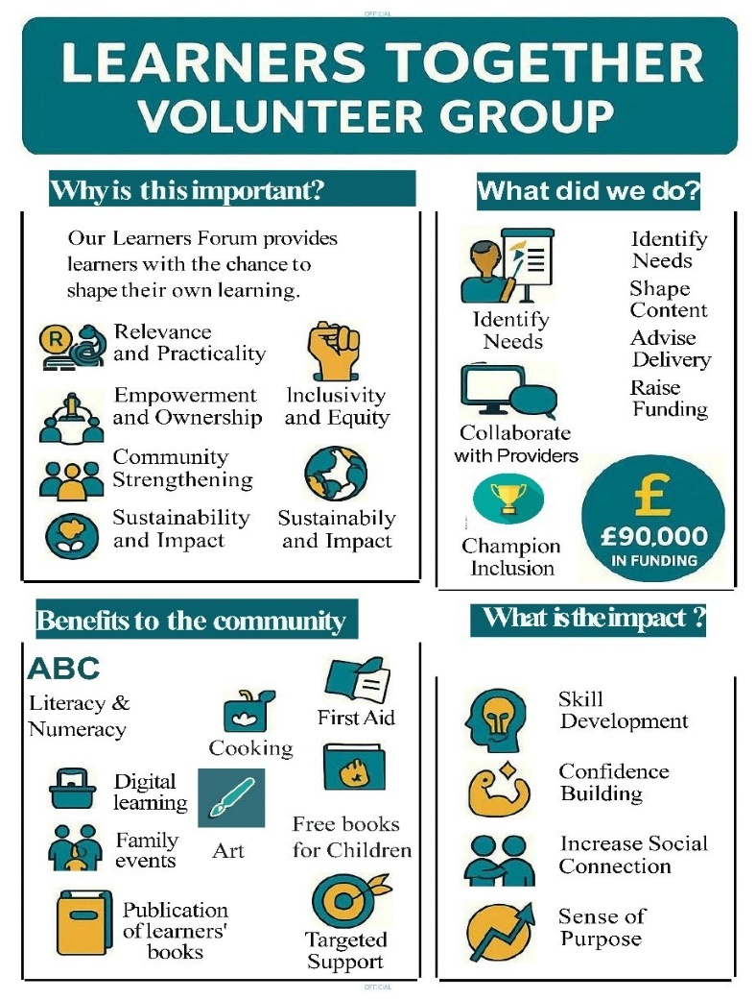 OFFICIAL
LEARNERS TOGETHER
VOLUNTEER GROUP
Why is this important?
Our Learners Forum provides
learners with the chance to
shape their own learning.
R
Relevance
and Practicality
Empowerment
and Ownership
Inclusivity
and Equity
Community
Strengthening
Sustainability
and Impact
Sustainabily
and Impact
What did we do?
Identify
Needs
Collaborate
with Providers
Champion
Inclusion
Identify
Needs
Shape
Content
Advise
Delivery
Raise
Funding
£
£90,000
IN FUNDING
Benefits to the community
ABC
Literacy &
Numeracy
Cooking
First Aid
Digital
learning
Family
events
Art
Free books
for Children
Publication
of learners'
books
Targeted
Support
What is the impact ?
Skill
Development
Confidence
Building
Increase Social
Connection
Sense of
Purpose
OFFICIAL